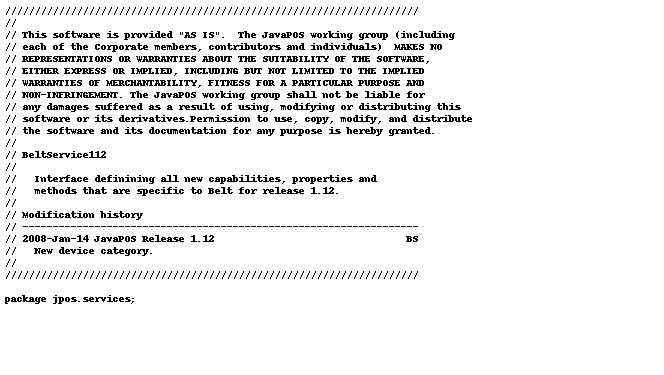 //////////////////////////////////////////////////////////////////////
//
// This software is provided "AS IS".  The JavaPOS working group (including
// each of the Corporate members, contributors and individuals)  MAKES NO
// REPRESENTATIONS OR WARRANTIES ABOUT THE SUITABILITY OF THE SOFTWARE,
// EITHER EXPRESS OR IMPLIED, INCLUDING BUT NOT LIMITED TO THE IMPLIED
// WARRANTIES OF MERCHANTABILITY, FITNESS FOR A PARTICULAR PURPOSE AND
// NON-INFRINGEMENT. The JavaPOS working group shall not be liable for
// any damages suffered as a result of using, modifying or distributing this
// software or its derivatives.Permission to use, copy, modify, and distribute
// the software and its documentation for any purpose is hereby granted.
//
// BeltService112
//
//   Interface definining all new capabilities, properties and
//   methods that are specific to Belt for release 1.12.
//
// Modification history
// ------------------------------------------------------------------
// 2008-Jan-14 JavaPOS Release 1.12                                BS
//   New device category.
//
//////////////////////////////////////////////////////////////////////
package jpos.services;